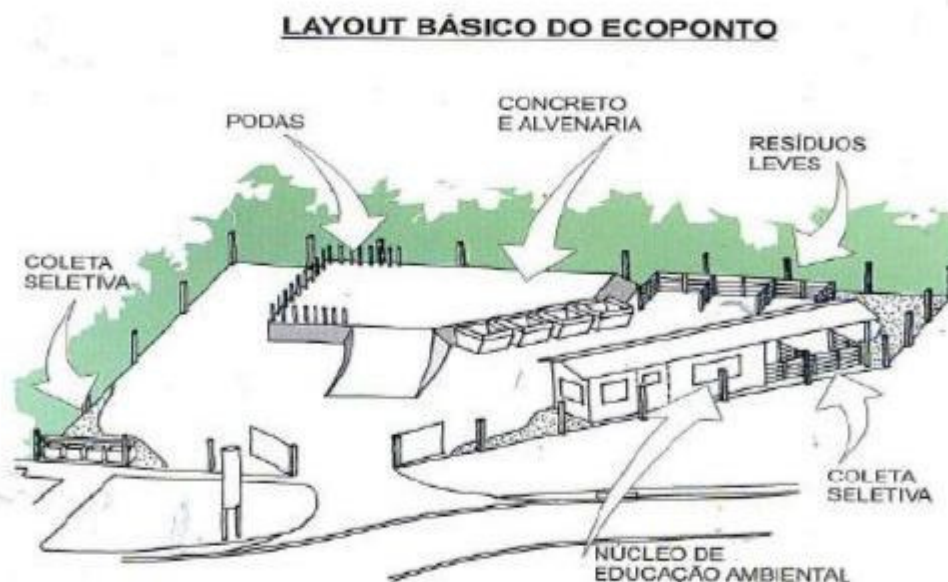 LAYOUT BÁSICO DO ECOPONTO
PODAS
CONCRETO
E ALVENARIA
RESÍDUOS
LEVES
COLETA
SELETIVA
COLETA
SELETIVA
NÚCLEO DE
EDUCAÇÃO AMBIENTAL